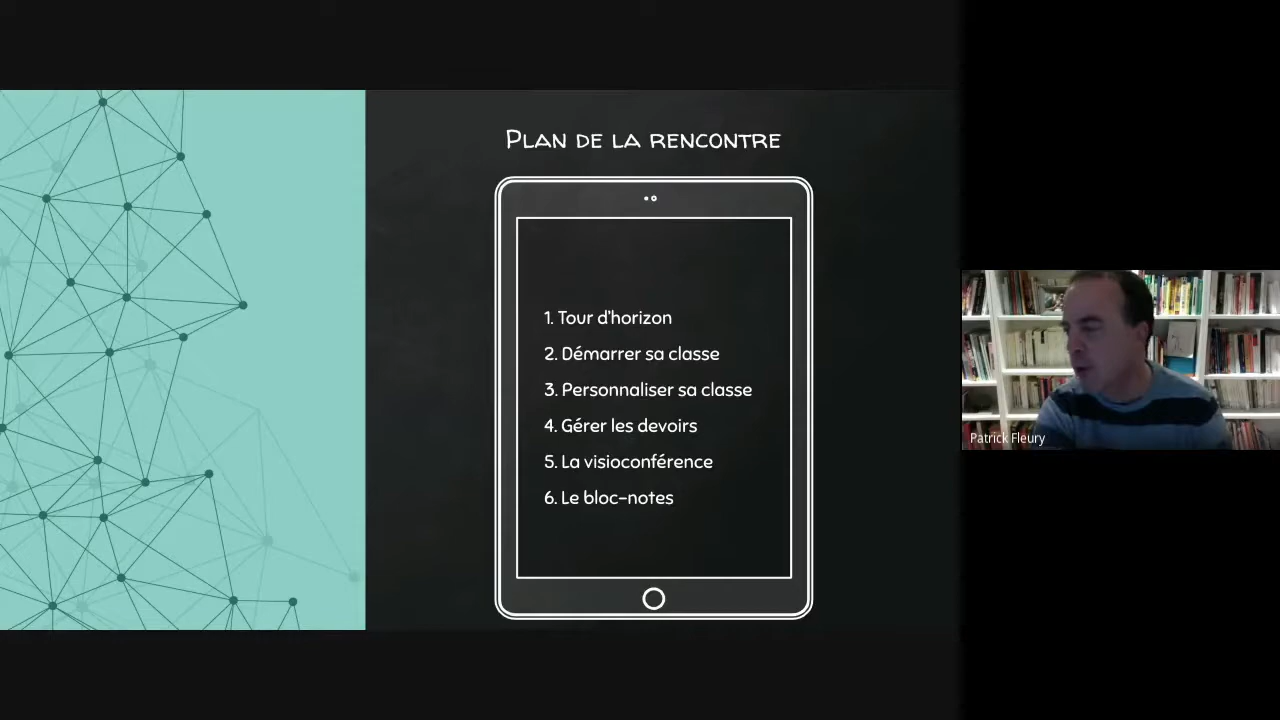 Plan de la rencontre
1. Tour d'horizon
2. Démarrer sa classe
3. Personnaliser sa classe
4. Gérer les devoirs
5. La visioconférence
6. Le bloc-notes
Patrick Fleury